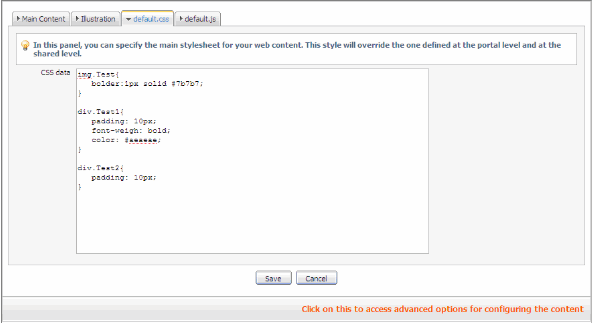 Main Content Illustration default.css default.js
In this panel, you can specify the main stylesheet for your web content. This style will override the one defined at the portal level and at the
shared level.
CSS data
img.Test{
bolder:1px solid #7b7b7;
}
div.Test1{
padding: 10px;
font-weigh: bold;
color: #aeaeae;
}
div.Test2{
padding: 10px;
}
Save Cancel
Click on this to access advanced options for configuring the content